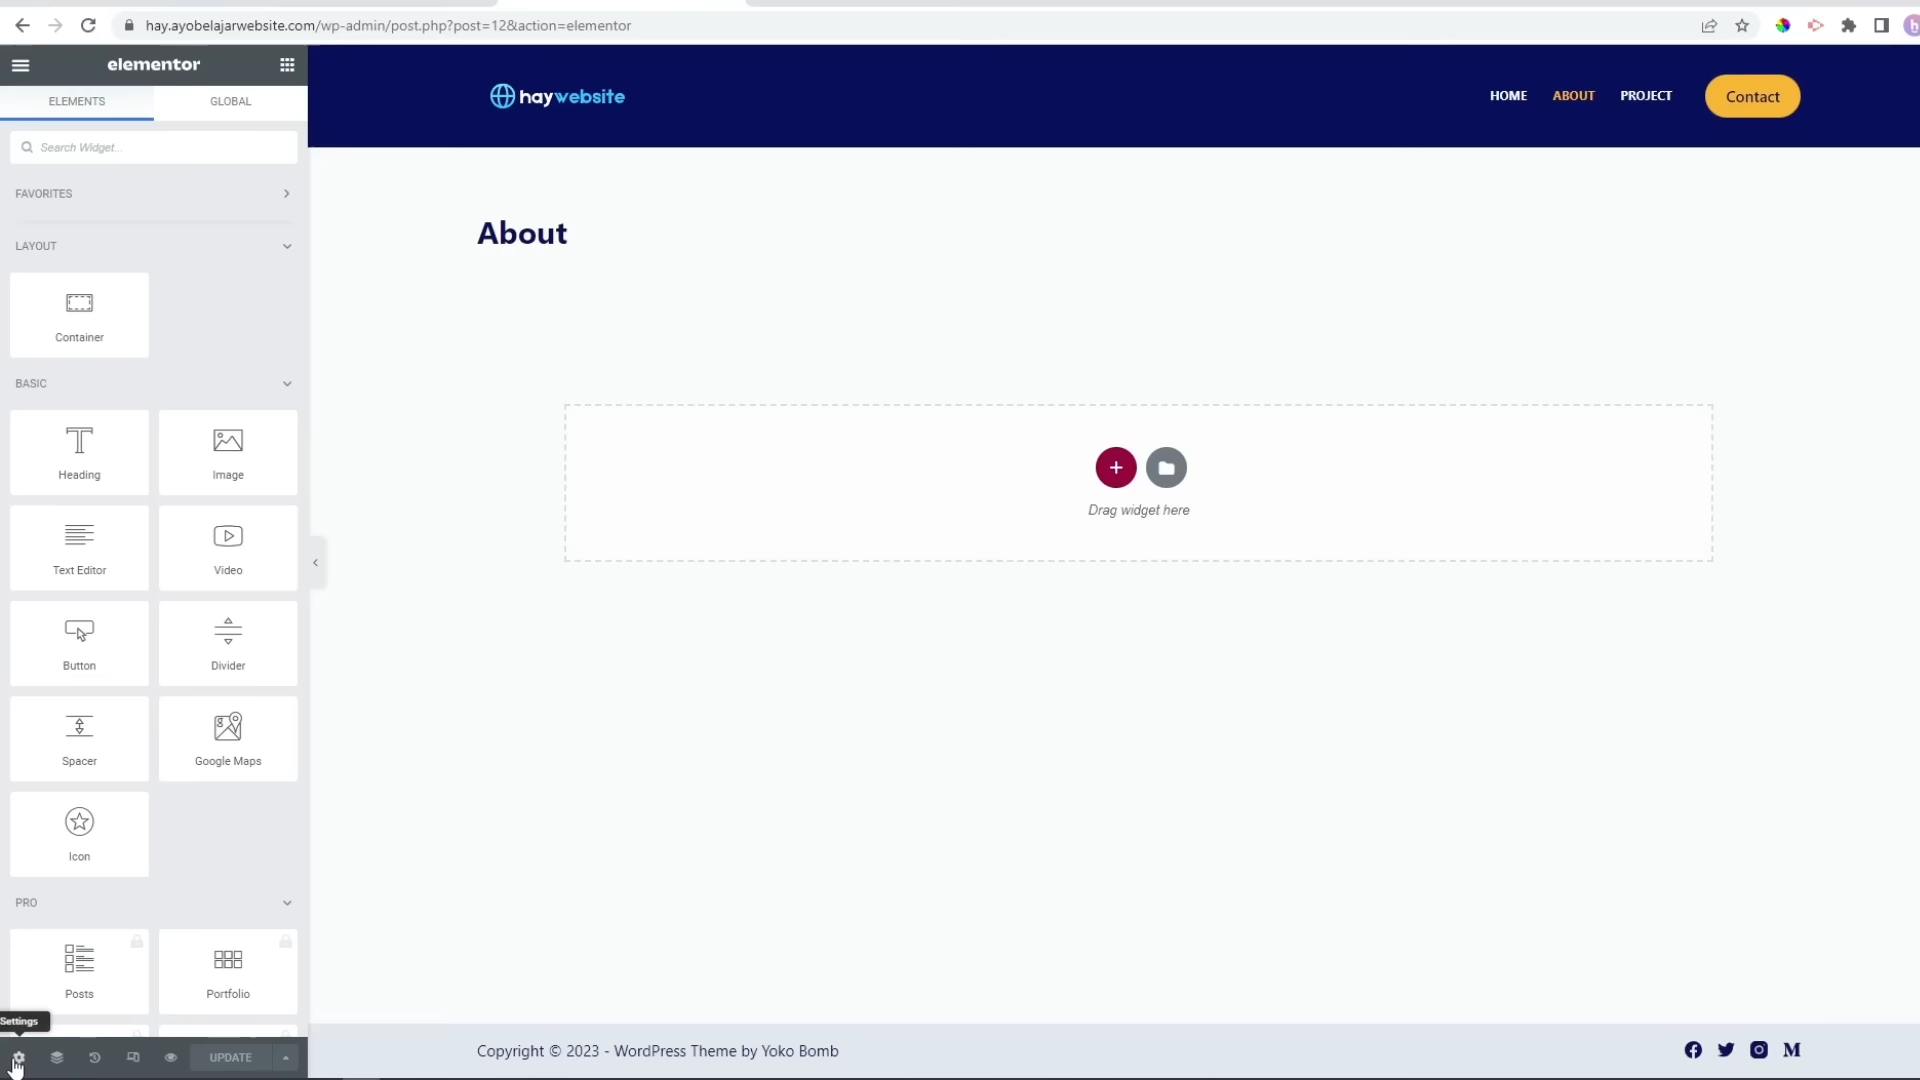 hay.ayobelajarwebsite.com/wp-admin/post.php?post=12&action=elementor
elementor
ELEMENTS GLOBAL
Search Widget...
FAVORITES
LAYOUT
Container
BASIC
Heading Image
Text Editor Video
Button Divider
Spacer Google Maps
Icon
PRO
Posts Portfolio
Settings
UPDATE
haywebsite
HOME ABOUT PROJECT Contact
About
Drag widget here
Copyright © 2023 - WordPress Theme by Yoko Bomb